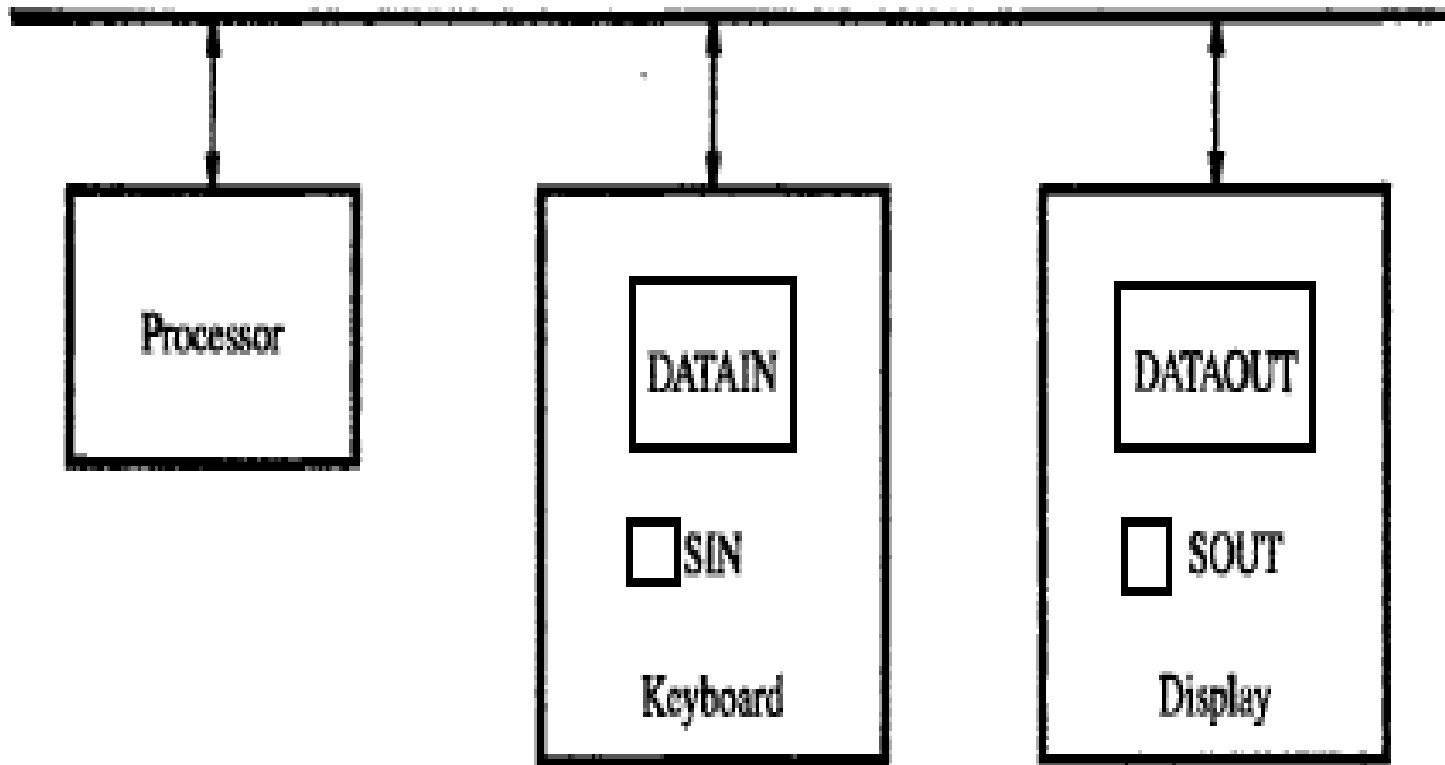 Processor
DATAIN
DATAOUT
SIN
SOUT
Keyboard
Display